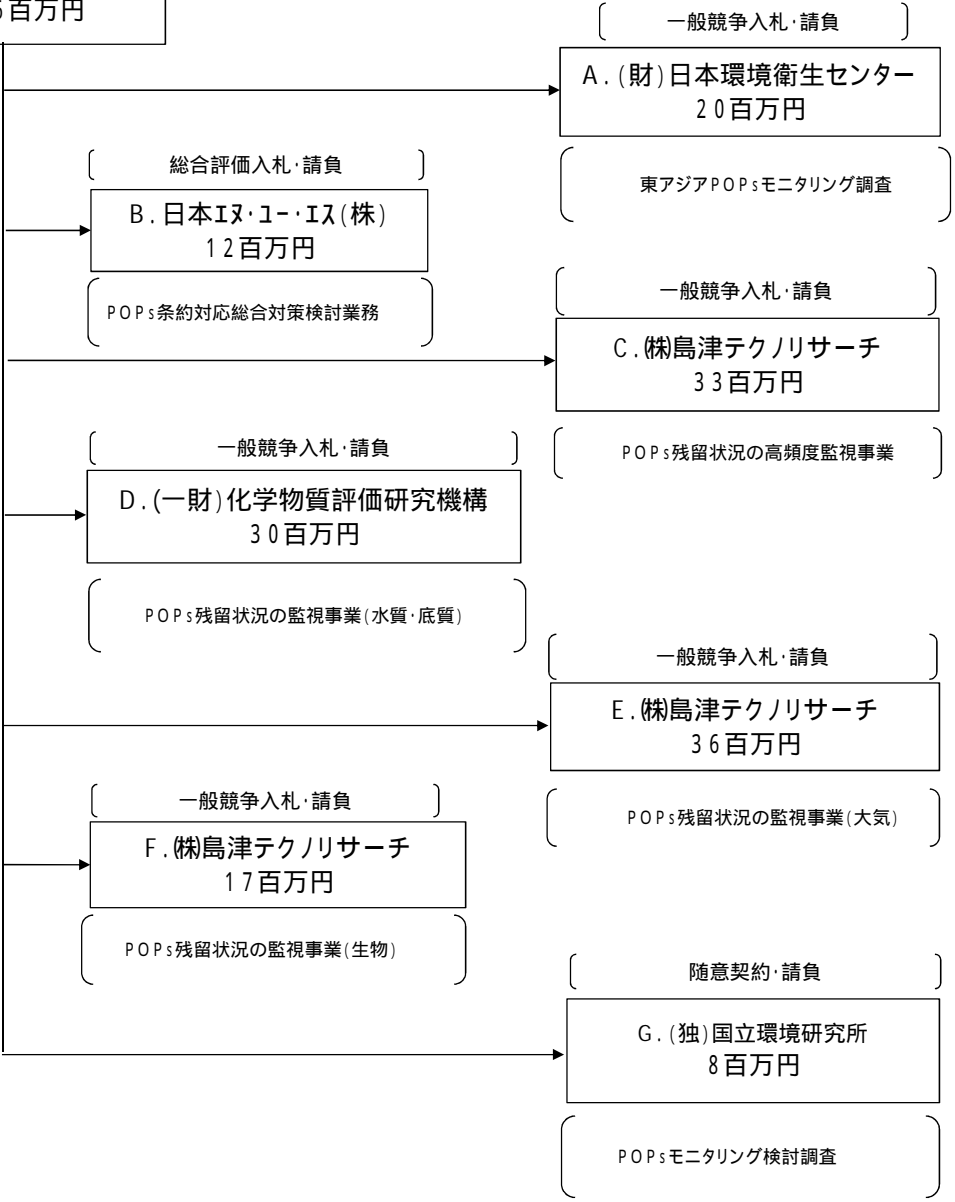 百万円
一般競争入札・請負
A.(財)日本環境衛生センター
20百万円
東アジアPOPsモニタリング調査
総合評価入札・請負
B.日本エヌ・ユー・エス(株)
12百万円
POPs条約対応総合対策検討業務
一般競争入札・請負
C.㈱島津テクノリサーチ
33百万円
POPs残留状況の高頻度監視事業
一般競争入札・請負
D.(一財)化学物質評価研究機構
30百万円
POPs残留状況の監視事業(水質・底質)
一般競争入札・請負
E.㈱島津テクノリサーチ
36百万円
POPs残留状況の監視事業(大気)
一般競争入札・請負
F.㈱島津テクノリサーチ
17百万円
POPs残留状況の監視事業(生物)
随意契約・請負
G.(独)国立環境研究所
8百万円
POPsモニタリング検討調査